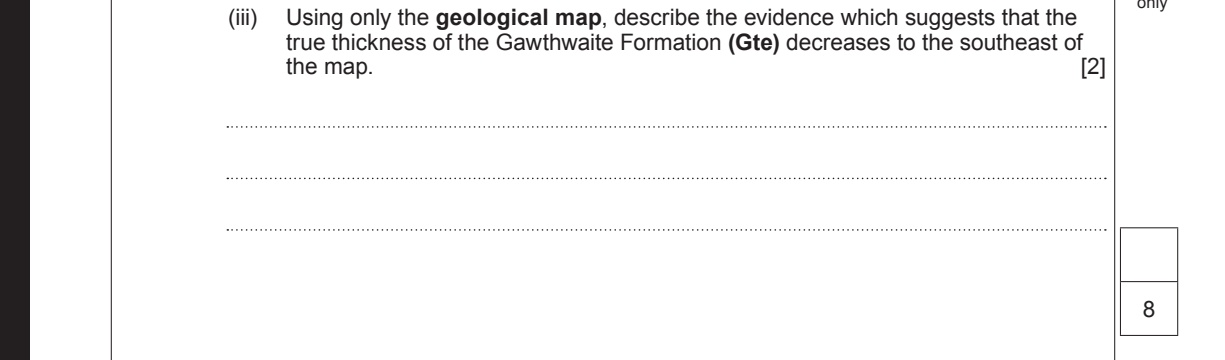 only
(iii) Using only the geological map, describe the evidence which suggests that the
true thickness of the Gawthwaite Formation (Gte) decreases to the southeast of
the map. [2]
8